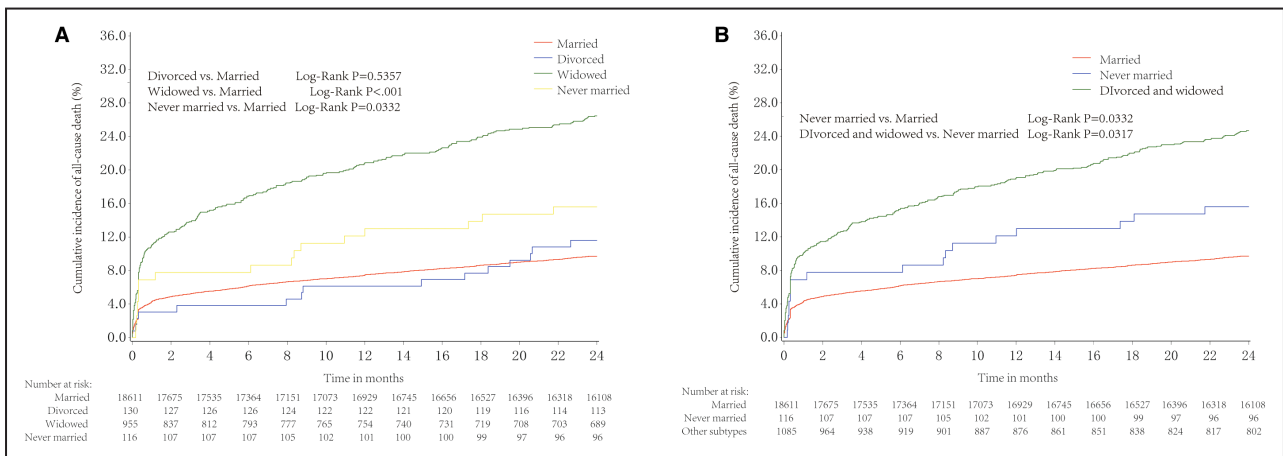 A
Cumulative incidence of all-cause death (%)
36.0
32.0
28.0
24.0
20.0
16.0
12.0
8.0
4.0
0.0
Married
Divorced
Widowed
Never married
Divorced vs. Married Log-Rank P=0.5357
Widowed vs. Married Log-Rank P<.001
Never married vs. Married Log-Rank P=0.0332
0 2 4 6 8 10 12 14 16 18 20 22 24
Time in months
Number at risk:
Married 18611 17675 17535 17364 17151 17073 16929 16745 16656 16527 16396 16318 16108
Divorced 130 127 126 126 124 122 122 121 120 119 116 114 113
Widowed 955 837 812 793 777 765 754 740 731 719 708 703 689
Never married 116 107 107 107 105 102 101 100 100 99 97 96 96
B
Cumulative incidence of all-cause death (%)
36.0
32.0
28.0
24.0
20.0
16.0
12.0
8.0
4.0
0.0
Married
Never married
DIvorced and widowed
Never married vs. Married Log-Rank P=0.0332
DIvorced and widowed vs. Never married Log-Rank P=0.0317
0 2 4 6 8 10 12 14 16 18 20 22 24
Time in months
Number at risk:
Married 18611 17675 17535 17364 17151 17073 16929 16745 16656 16527 16396 16318 16108
Never married 116 107 107 107 105 102 101 100 100 99 97 96 96
Other subtypes 1085 964 938 919 901 887 876 861 851 838 824 817 802